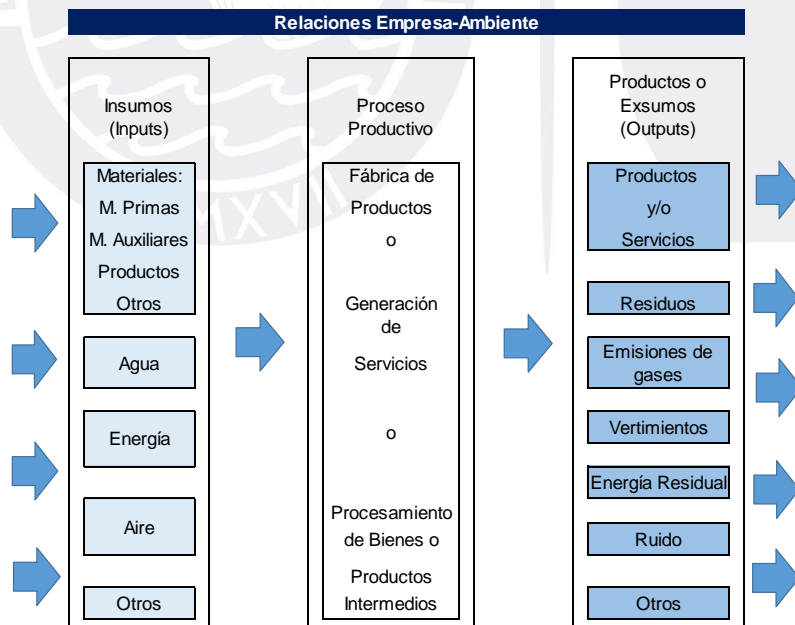 Relaciones Empresa-Ambiente
Insumos
(Inputs)
Materiales:
M. Primas
M. Auxiliares
Productos
Otros
Agua
Energía
Aire
Otros
Proceso
Productivo
Fábrica de
Productos
o
Generación
de
Servicios
o
Procesamiento
de Bienes o
Productos
Intermedios
Productos o
Exsumos
(Outputs)
Productos
y/o
Servicios
Residuos
Emisiones de
gases
Vertimientos
Energía Residual
Ruido
Otros
MXVII